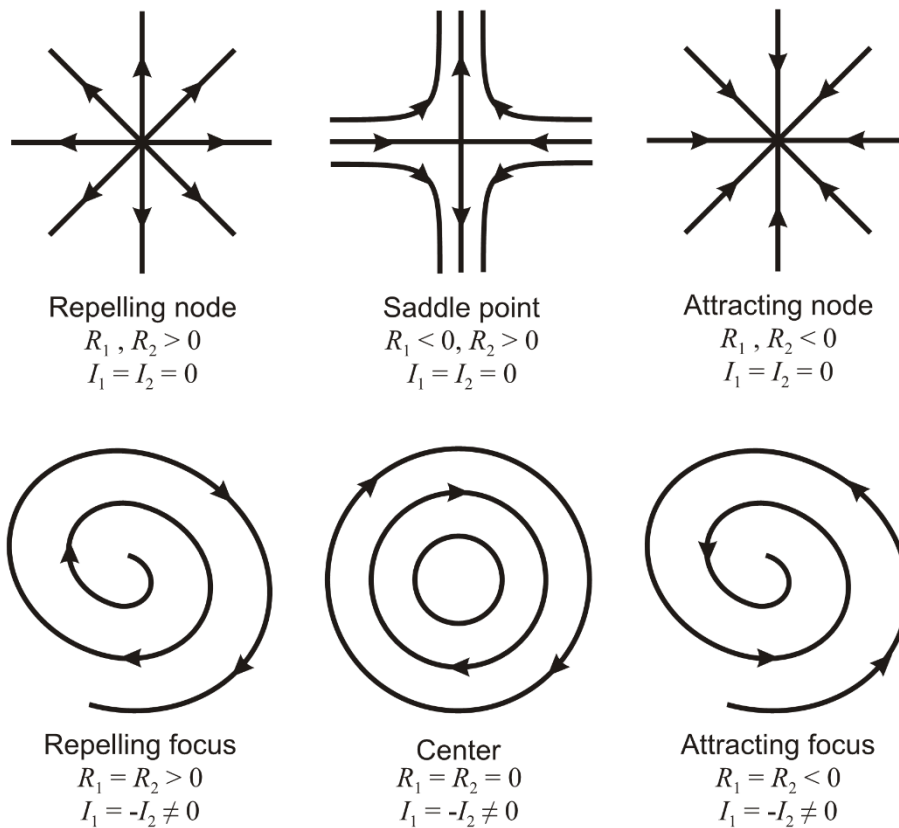 Repelling node
R₁ , R₂ > 0
I₁ = I₂ = 0
Saddle point
R₁ < 0, R₂ > 0
I₁ = I₂ = 0
Attracting node
R₁ , R₂ < 0
I₁ = I₂ = 0
Repelling focus
R₁ = R₂ > 0
I₁ = -I₂ ≠ 0
Center
R₁ = R₂ = 0
I₁ = -I₂ ≠ 0
Attracting focus
R₁ = R₂ < 0
I₁ = -I₂ ≠ 0